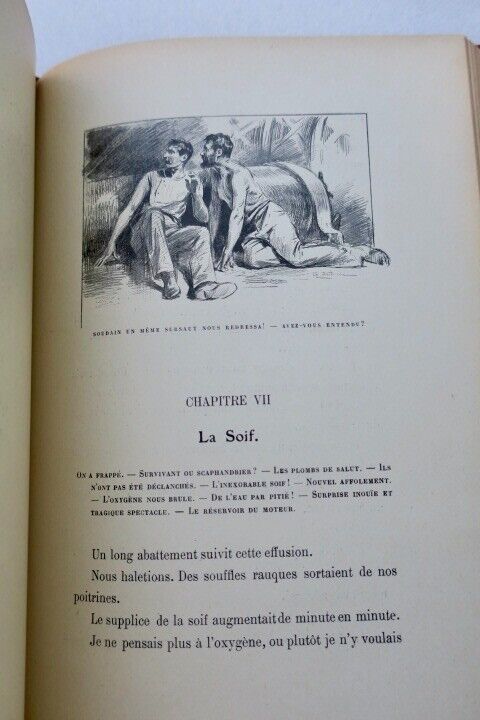 SOUDAIN UN MÊME SURSAUT NOUS REDRESSA! — AVEZ-VOUS ENTENDU?
CHAPITRE VII
La Soif.
ON A FRAPPÉ. — SURVIVANT OU SCAPHANDRIER? — LES PLOMBS DE SALUT. — ILS
N'ONT PAS ÉTÉ DÉCLANCHÉS. — L'INEXORABLE SOIF! — NOUVEL AFFOLEMENT.
— L'OXYGÈNE NOUS BRULE. — DE L'EAU PAR PITIÉ! — SURPRISE INOUÏE ET
TRAGIQUE SPECTACLE. — LE RÉSERVOIR DU MOTEUR.
Un long abattement suivit cette effusion.
Nous haletions. Des souffles rauques sortaient de nos
poitrines.
Le supplice de la soif augmentait de minute en minute.
Je ne pensais plus à l'oxygène, ou plutôt je n'y voulais